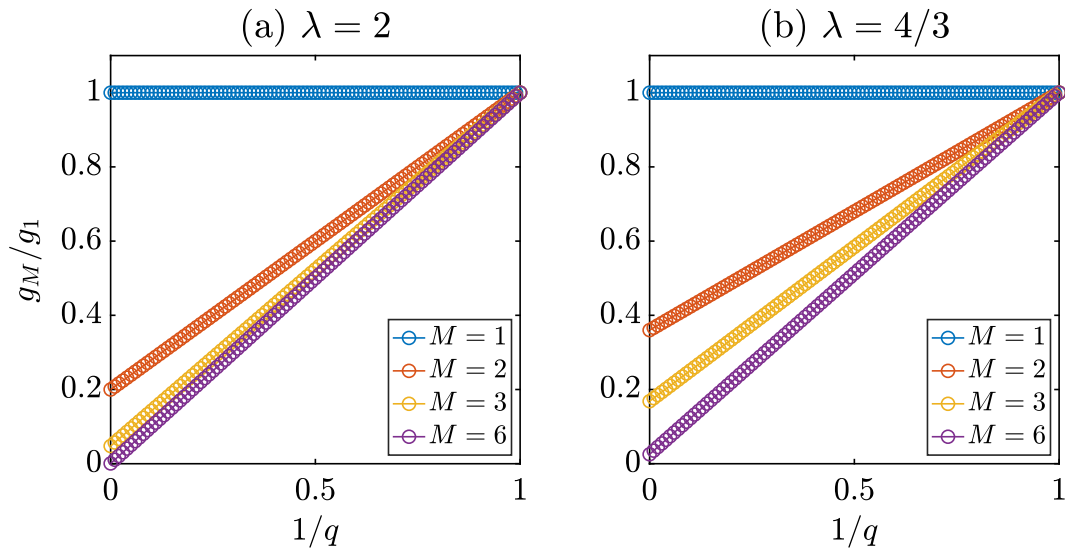 (a) λ = 2
g_M/g_1
1
0.8
0.6
0.4
0.2
0
0
0.5
1
1/q
M = 1
M = 2
M = 3
M = 6
(b) λ = 4/3
1
0.8
0.6
0.4
0.2
0
0
0.5
1
1/q
M = 1
M = 2
M = 3
M = 6